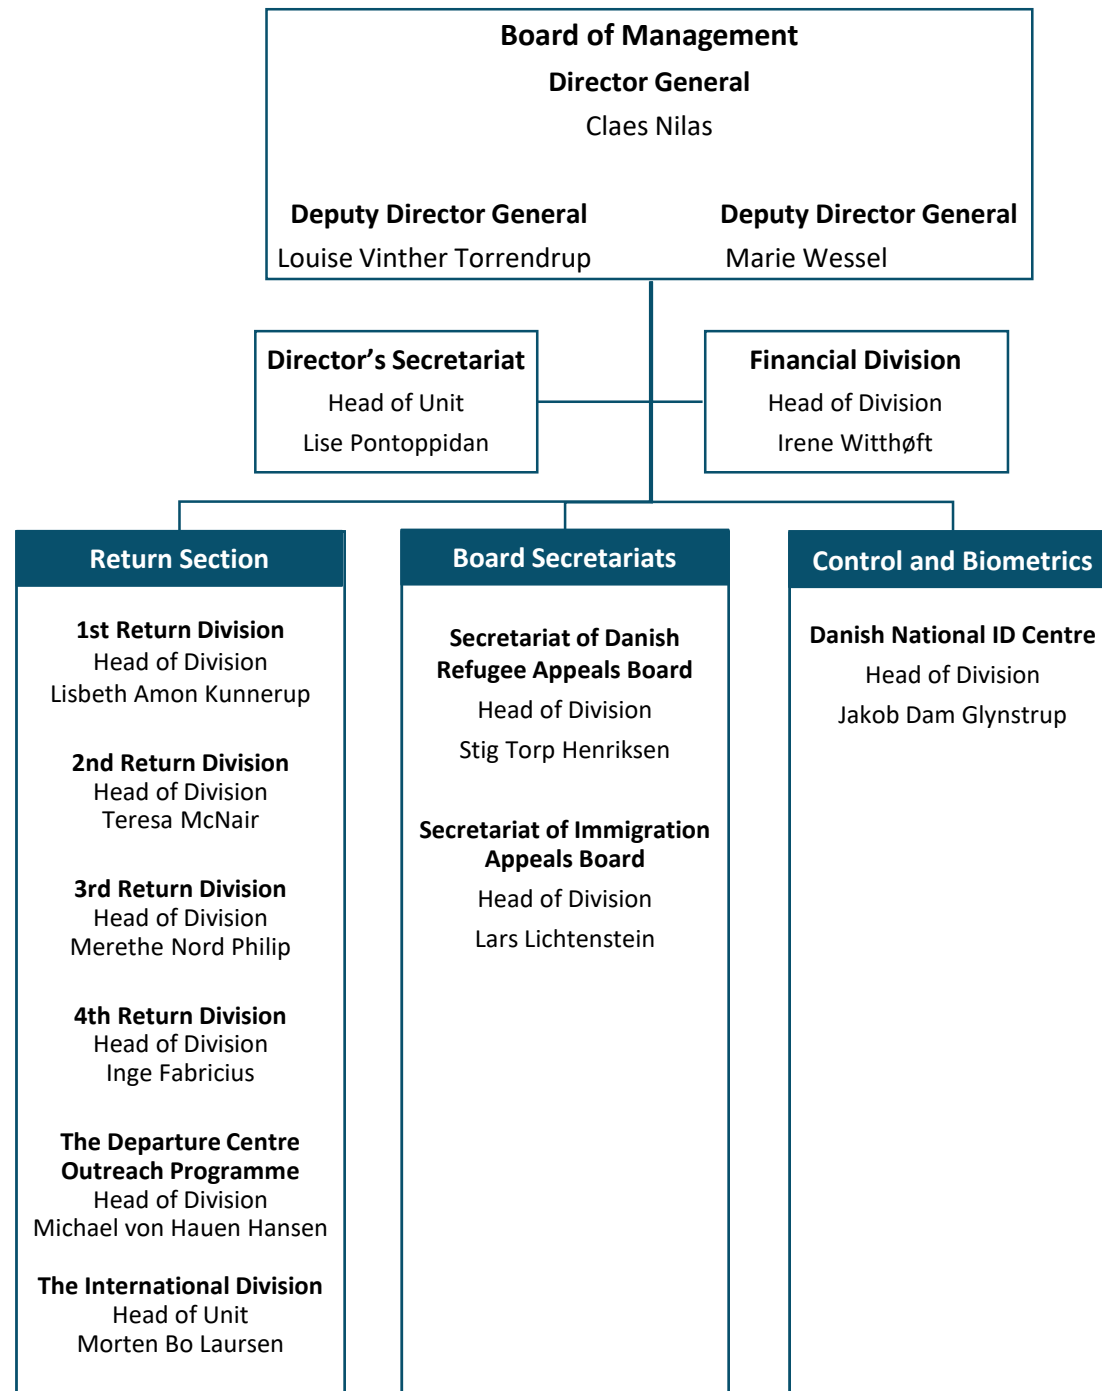 Board of Management
Director General
Claes Nilas
Deputy Director General
Louise Vinther Torrendrup
Deputy Director General
Marie Wessel
Director’s Secretariat
Head of Unit
Lise Pontoppidan
Financial Division
Head of Division
Irene Witthøft
Return Section
1st Return Division
Head of Division
Lisbeth Amon Kunnerup
2nd Return Division
Head of Division
Teresa McNair
3rd Return Division
Head of Division
Merethe Nord Philip
4th Return Division
Head of Division
Inge Fabricius
The Departure Centre
Outreach Programme
Head of Division
Michael von Hauen Hansen
The International Division
Head of Unit
Morten Bo Laursen
Board Secretariats
Secretariat of Danish
Refugee Appeals Board
Head of Division
Stig Torp Henriksen
Secretariat of Immigration
Appeals Board
Head of Division
Lars Lichtenstein
Control and Biometrics
Danish National ID Centre
Head of Division
Jakob Dam Glynstrup